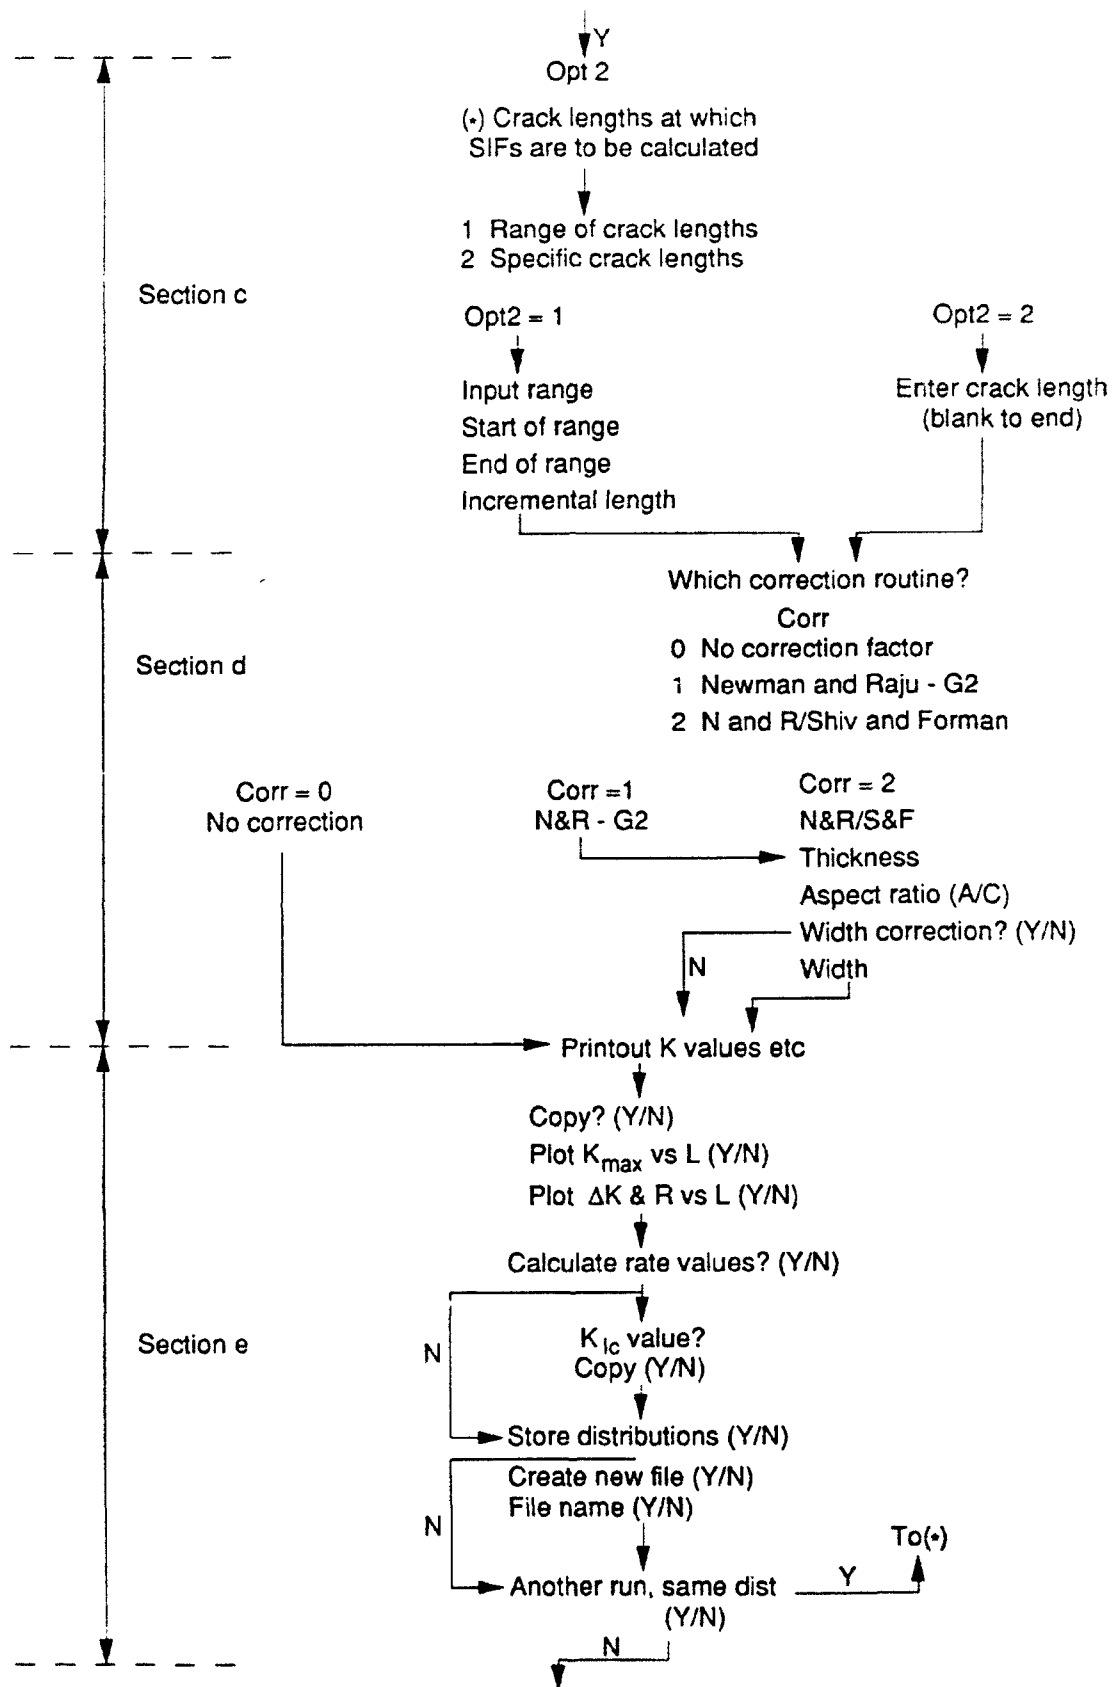 Y
Opt 2
(*) Crack lengths at which
SIFs are to be calculated
1 Range of crack lengths
2 Specific crack lengths
Section c
Opt2 = 1
Opt2 = 2
Input range
Start of range
End of range
Incremental length
Enter crack length
(blank to end)
Which correction routine?
Corr
0 No correction factor
1 Newman and Raju - G2
2 N and R/Shiv and Forman
Section d
Corr = 0
No correction
Corr =1
N&R - G2
Corr = 2
N&R/S&F
Thickness
Aspect ratio (A/C)
Width correction? (Y/N)
N
Width
Printout K values etc
Copy? (Y/N)
Plot Kmax vs L (Y/N)
Plot ΔK & R vs L (Y/N)
Calculate rate values? (Y/N)
Section e
N
KIc value?
Copy (Y/N)
Store distributions (Y/N)
Create new file (Y/N)
File name (Y/N)
N
To(*)
Another run, same dist
Y
(Y/N)
N